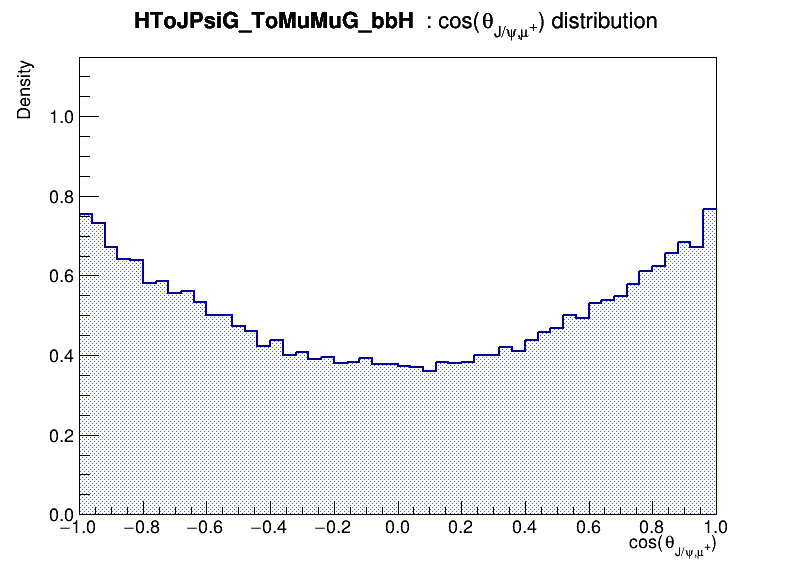 HToJPsiG_ToMuMuG_bbH : cos(θ_J/ψ,μ⁺) distribution
Density
1.0
0.8
0.6
0.4
0.2
0.0
−1.0 −0.8 −0.6 −0.4 −0.2 0.0 0.2 0.4 0.6 0.8 1.0
cos(θ_J/ψ,μ⁺)